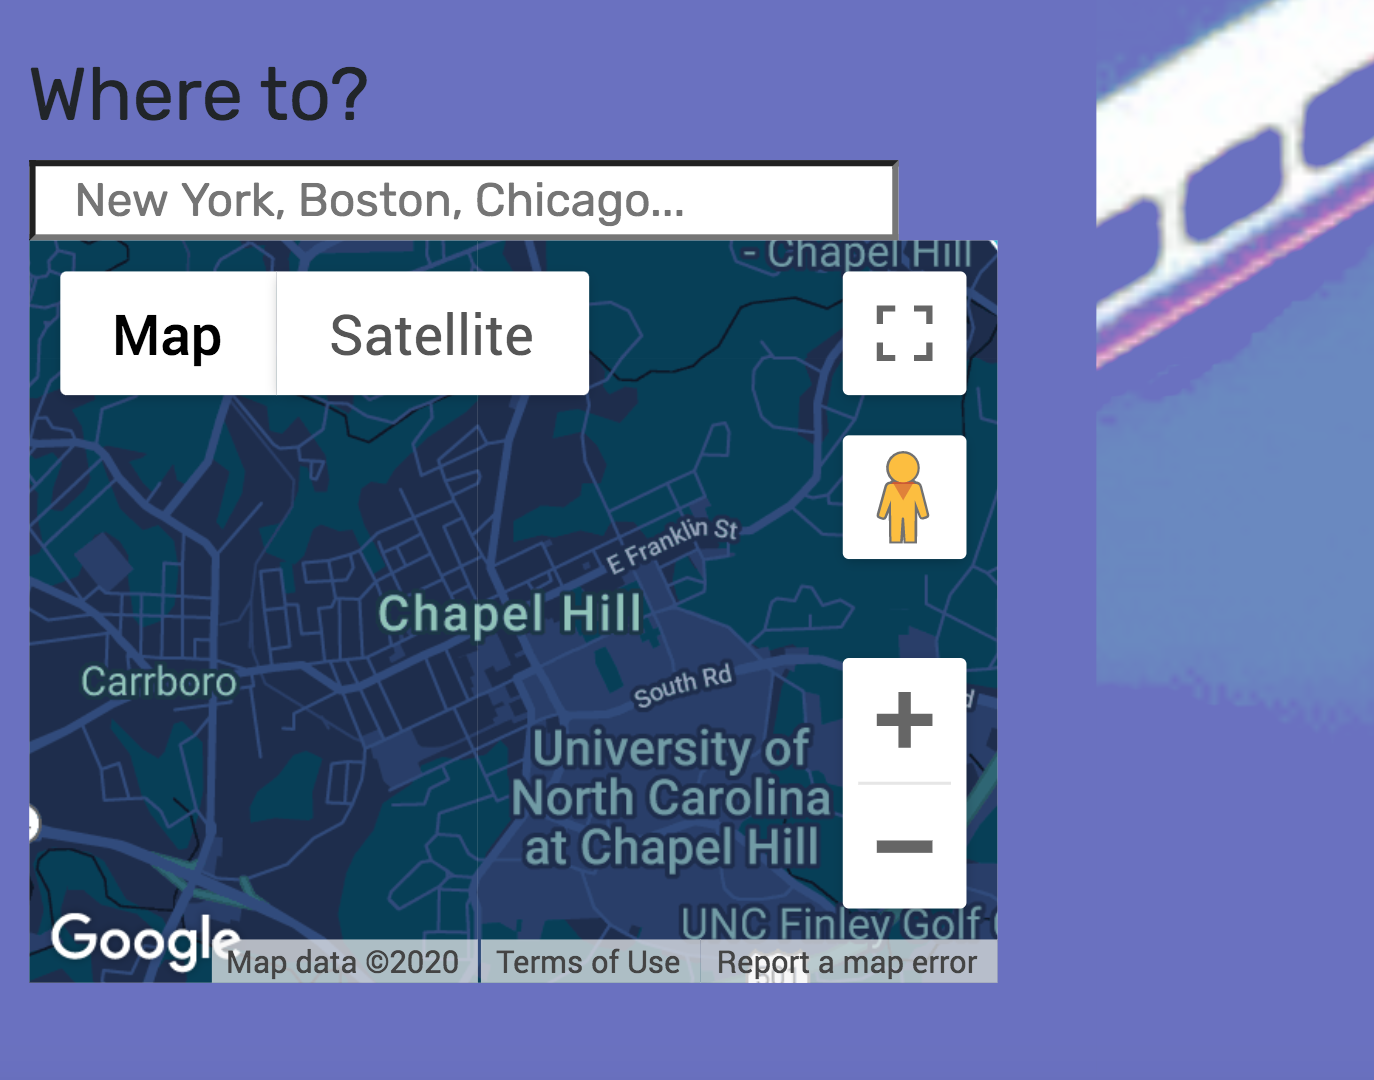 Where to?
New York, Boston, Chicago...
- Chapel Hill
Map Satellite
E Franklin St
Chapel Hill
Carrboro
South Rd
University of
North Carolina
at Chapel Hill
UNC Finley Golf
Google
Map data ©2020 Terms of Use Report a map error